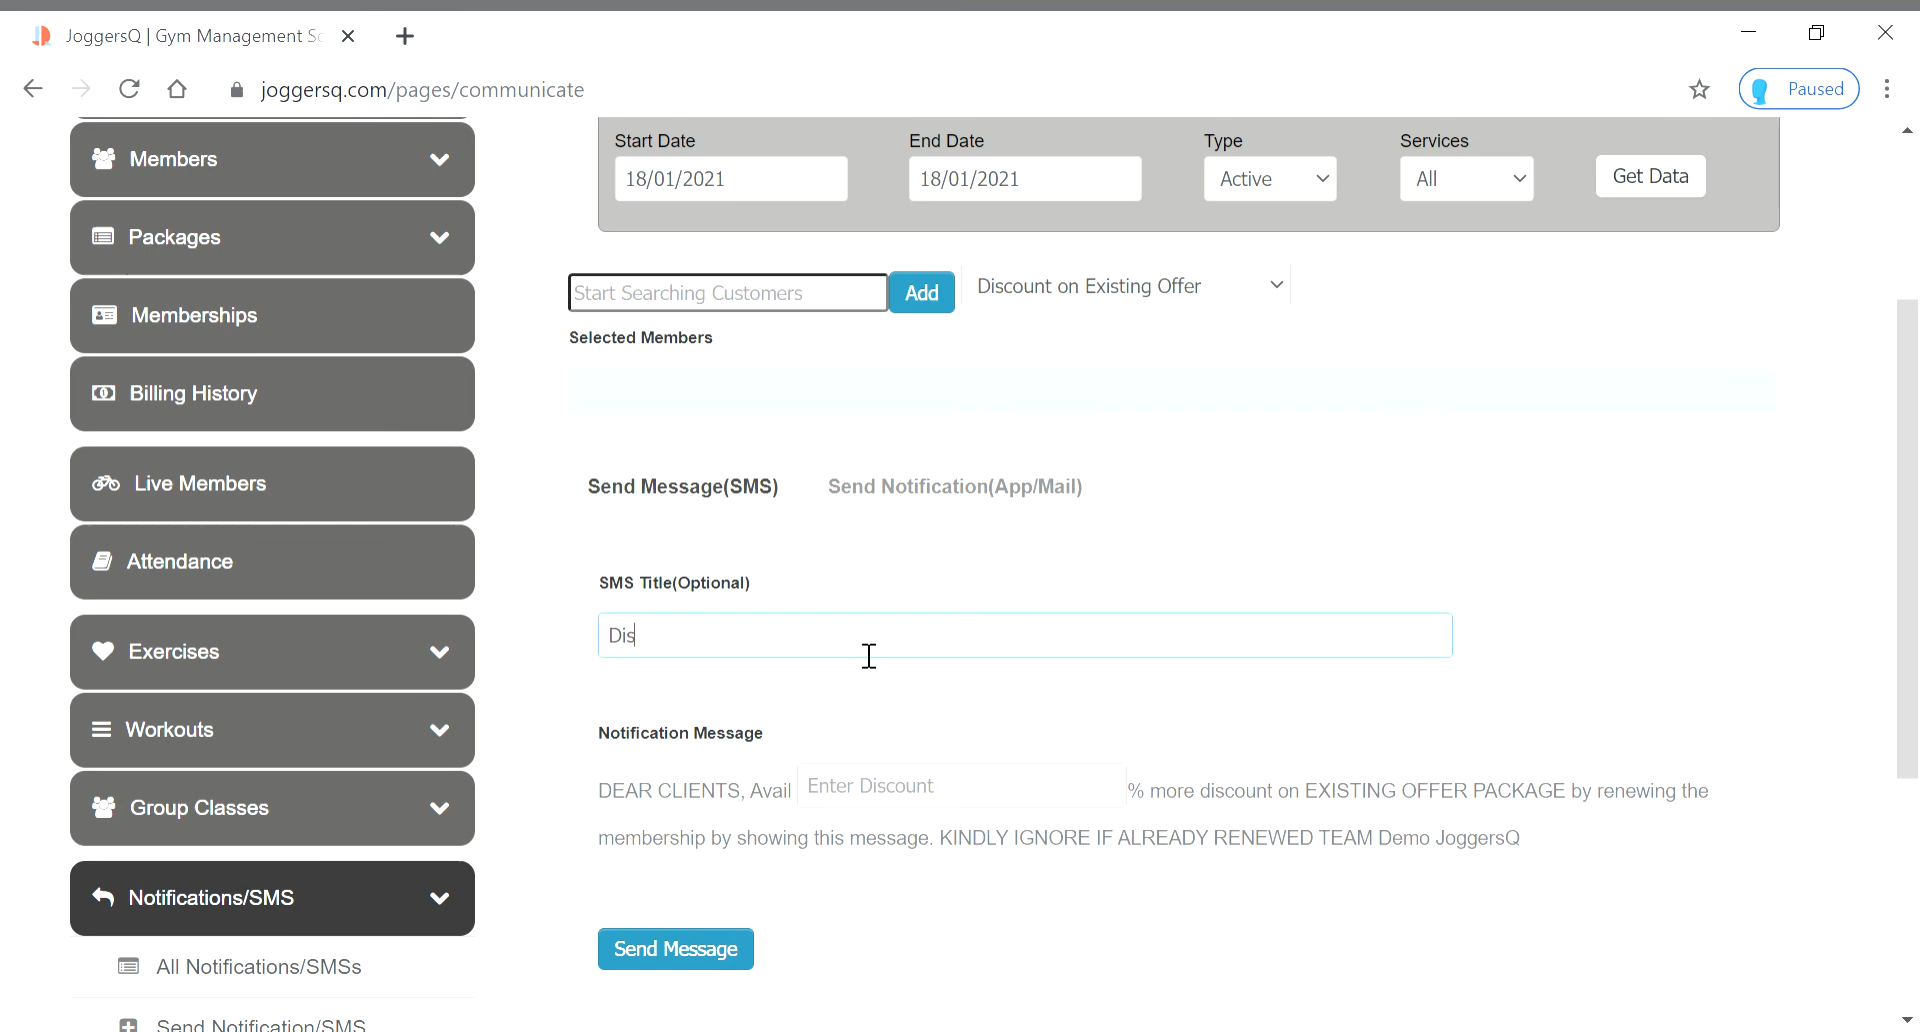 JoggersQ | Gym Management Sc
joggersq.com/pages/communicate
Paused
Members
Packages
Memberships
Billing History
Live Members
Attendance
Exercises
Workouts
Group Classes
Notifications/SMS
All Notifications/SMSs
Send Notification/SMS
Start Date
End Date
Type
Services
18/01/2021
18/01/2021
Active
All
Get Data
Start Searching Customers
Add
Discount on Existing Offer
Selected Members
Send Message(SMS)
Send Notification(App/Mail)
SMS Title(Optional)
Dis
Notification Message
DEAR CLIENTS, Avail Enter Discount % more discount on EXISTING OFFER PACKAGE by renewing the
membership by showing this message. KINDLY IGNORE IF ALREADY RENEWED TEAM Demo JoggersQ
Send Message